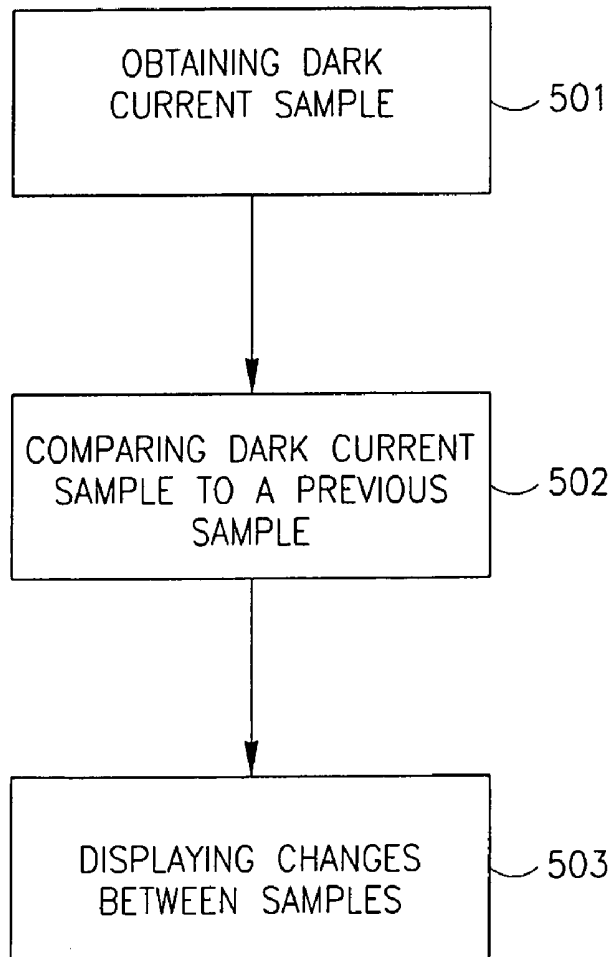 OBTAINING DARK
CURRENT SAMPLE
501
COMPARING DARK CURRENT
SAMPLE TO A PREVIOUS
SAMPLE
502
DISPLAYING CHANGES
BETWEEN SAMPLES
503